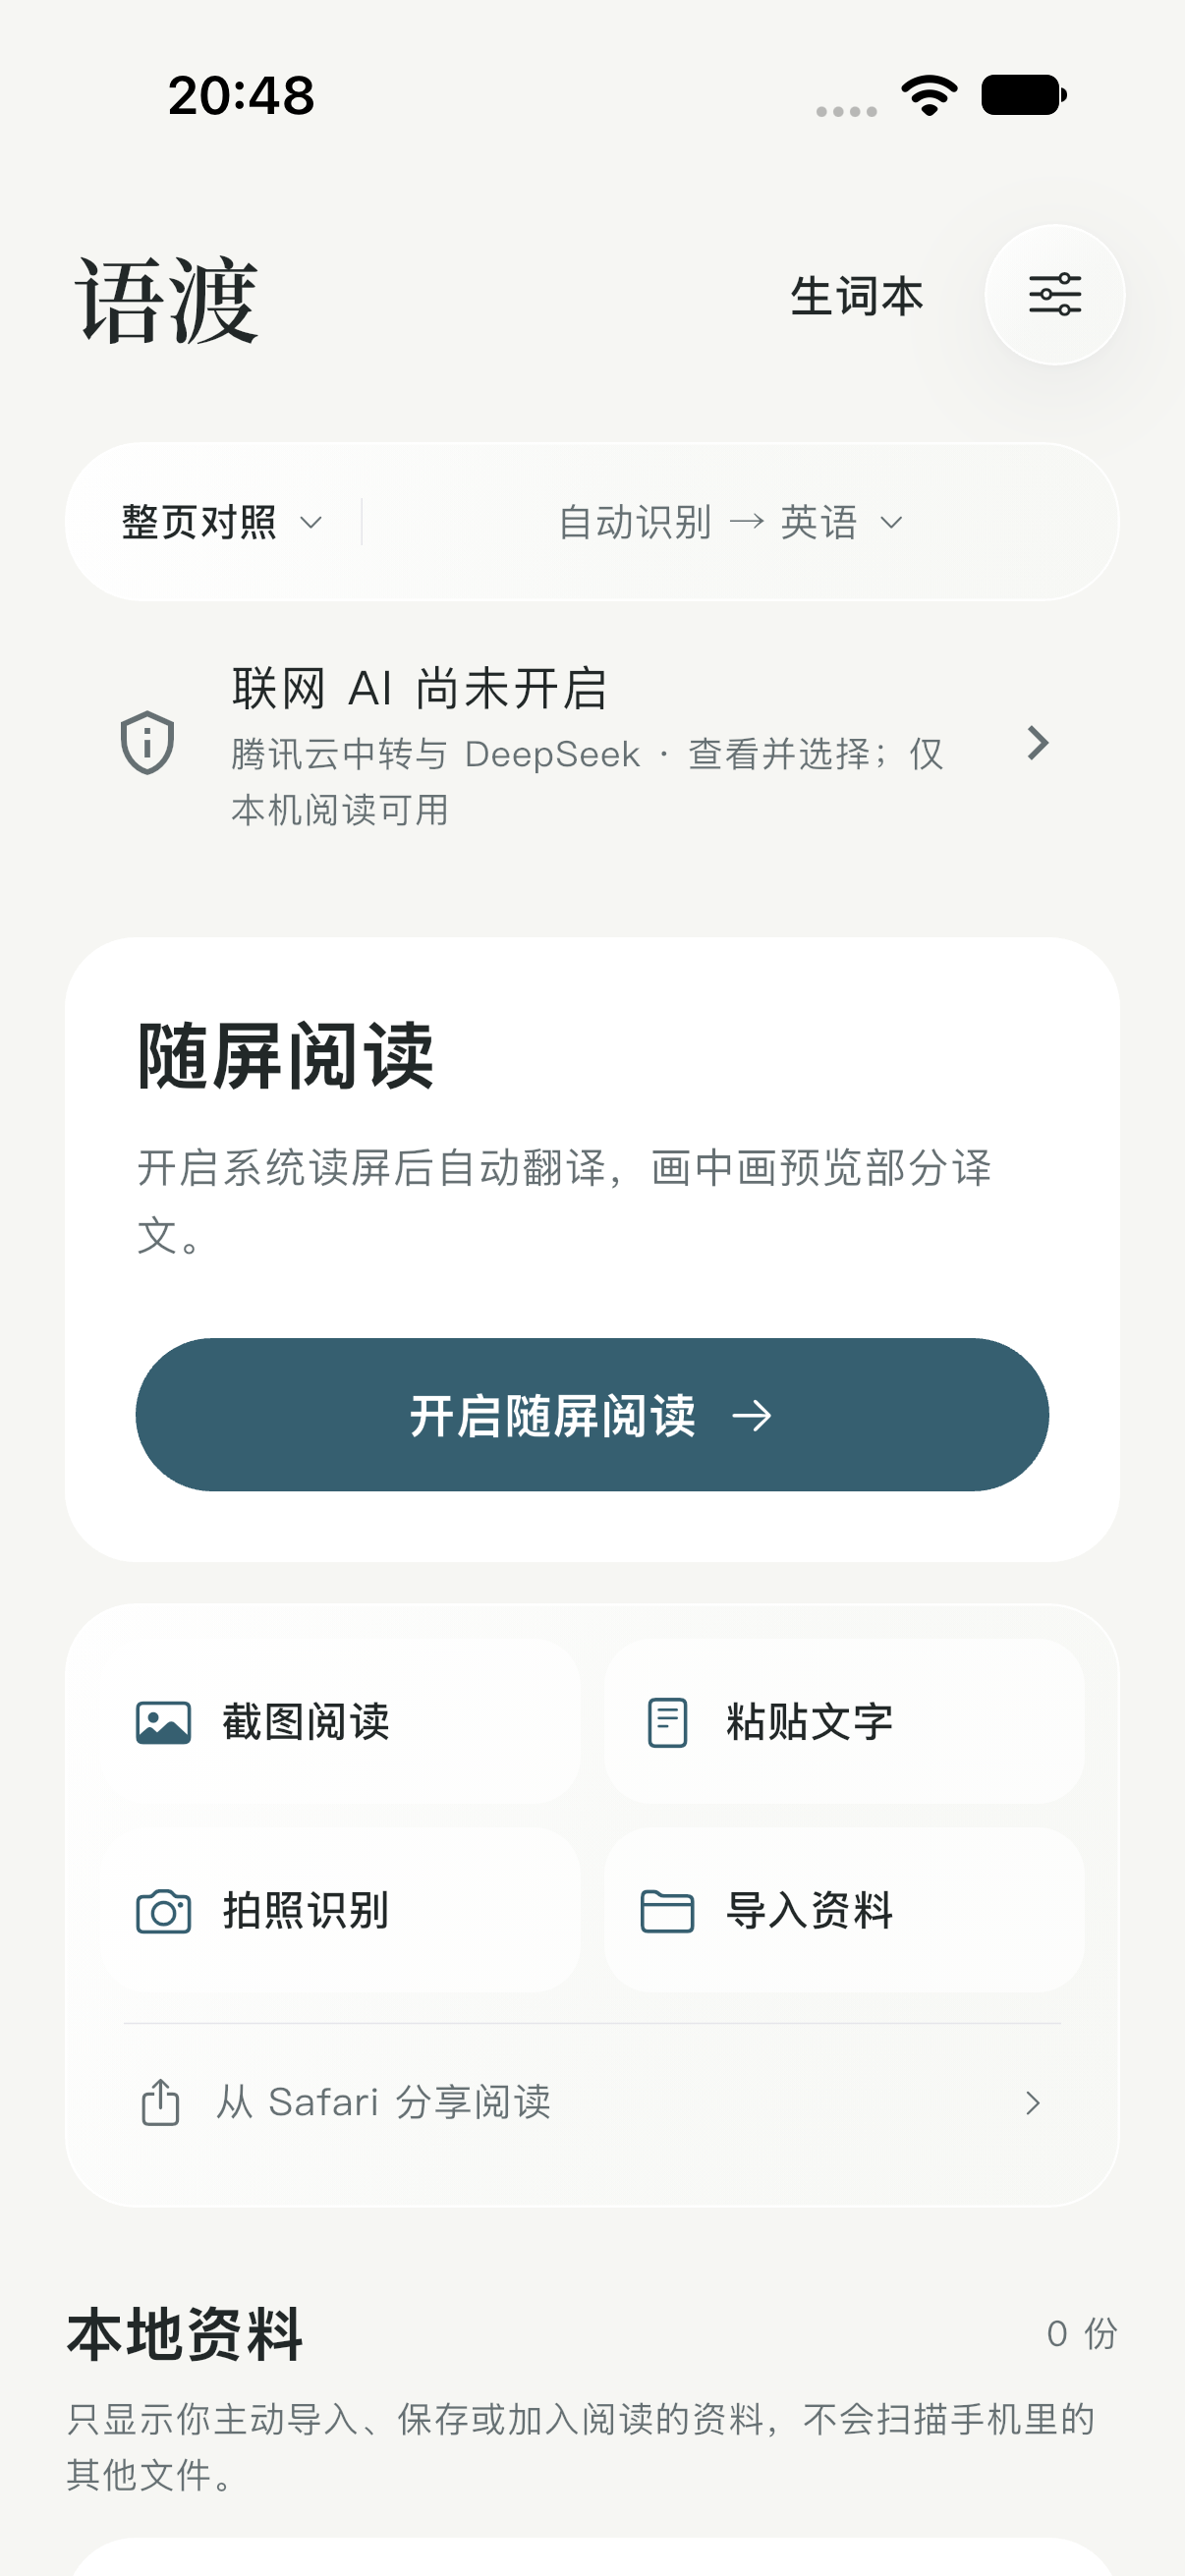 20:48
语渡
生词本
整页对照
自动识别 → 英语
联网 AI 尚未开启
腾讯云中转与 DeepSeek · 查看并选择；仅
本机阅读可用
随屏阅读
开启系统读屏后自动翻译，画中画预览部分译
文。
开启随屏阅读 →
截图阅读
粘贴文字
拍照识别
导入资料
从 Safari 分享阅读
本地资料
0 份
只显示你主动导入、保存或加入阅读的资料，不会扫描手机里的
其他文件。